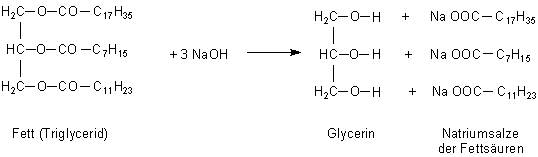 H₂C—O—CO—C₁₇H₃₅
HC—O—CO—C₇H₁₅
H₂C—O—CO—C₁₁H₂₃
+ 3 NaOH
H₂C—O—H + Na OOC—C₁₇H₃₅
HC—O—H + Na OOC—C₇H₁₅
H₂C—O—H + Na OOC—C₁₁H₂₃
Fett (Triglycerid)
Glycerin
Natriumsalze
der Fettsäuren